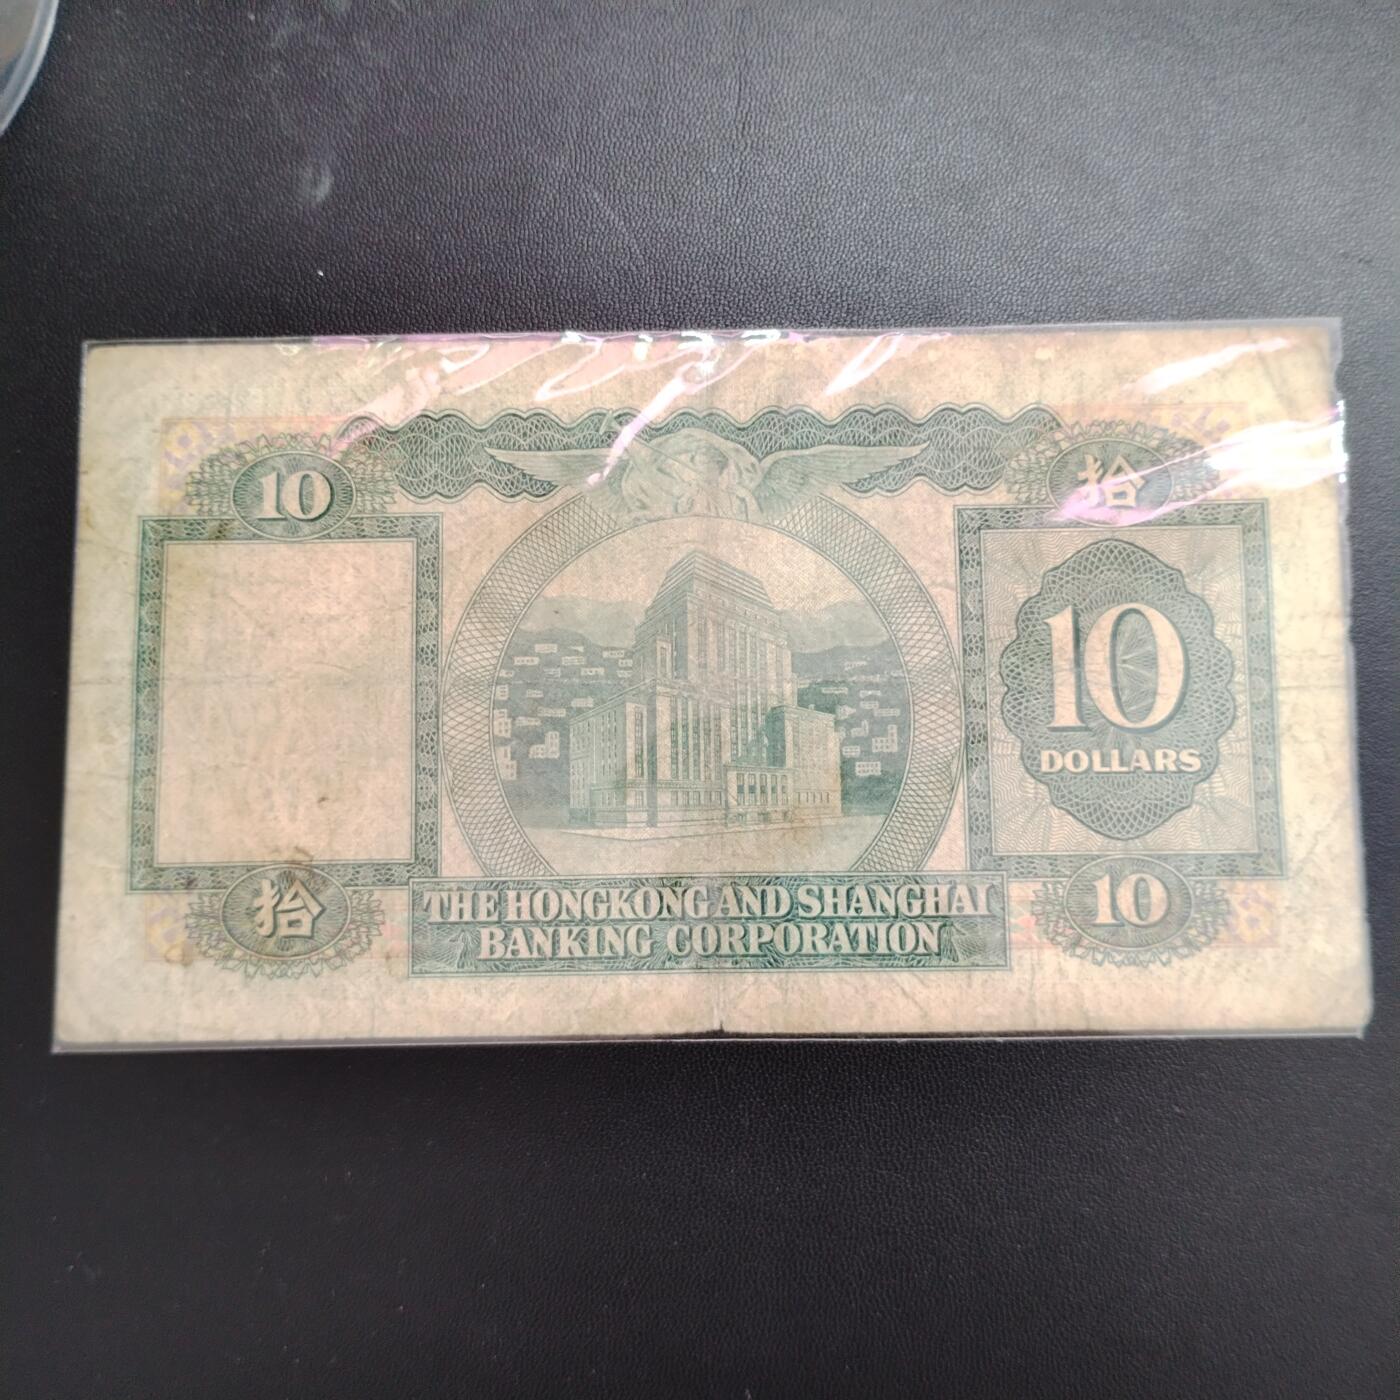 10
拾
10
DOLLARS
拾
THE HONGKONG AND SHANGHAI
BANKING CORPORATION
10